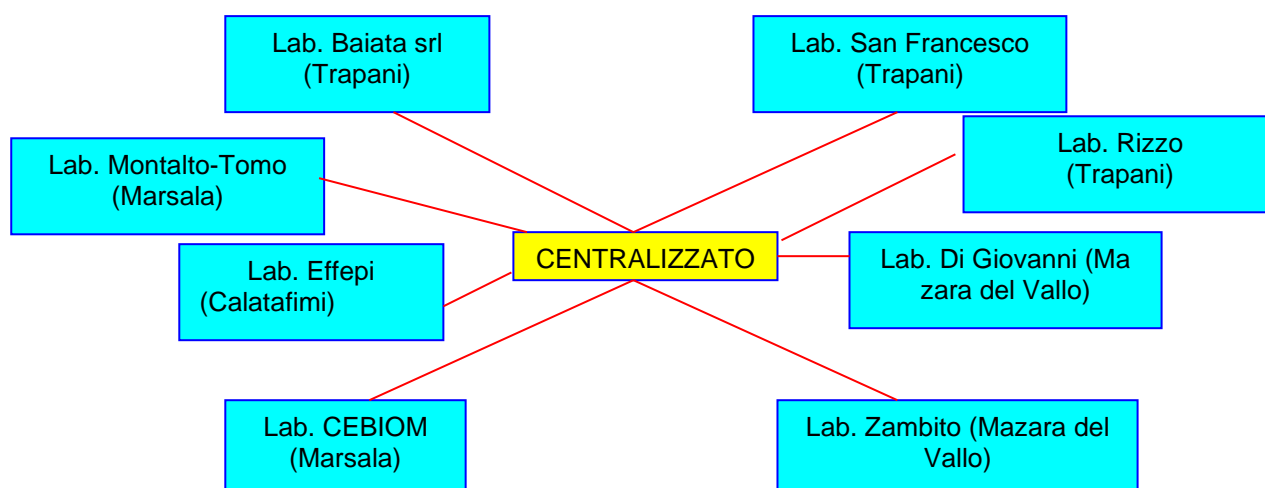 Lab. Baiata srl
(Trapani)
Lab. San Francesco
(Trapani)
Lab. Montalto-Tomo
(Marsala)
Lab. Rizzo
(Trapani)
CENTRALIZZATO
Lab. Effepi
(Calatafimi)
Lab. Di Giovanni (Ma
zara del Vallo)
Lab. CEBIOM
(Marsala)
Lab. Zambito (Mazara del
Vallo)